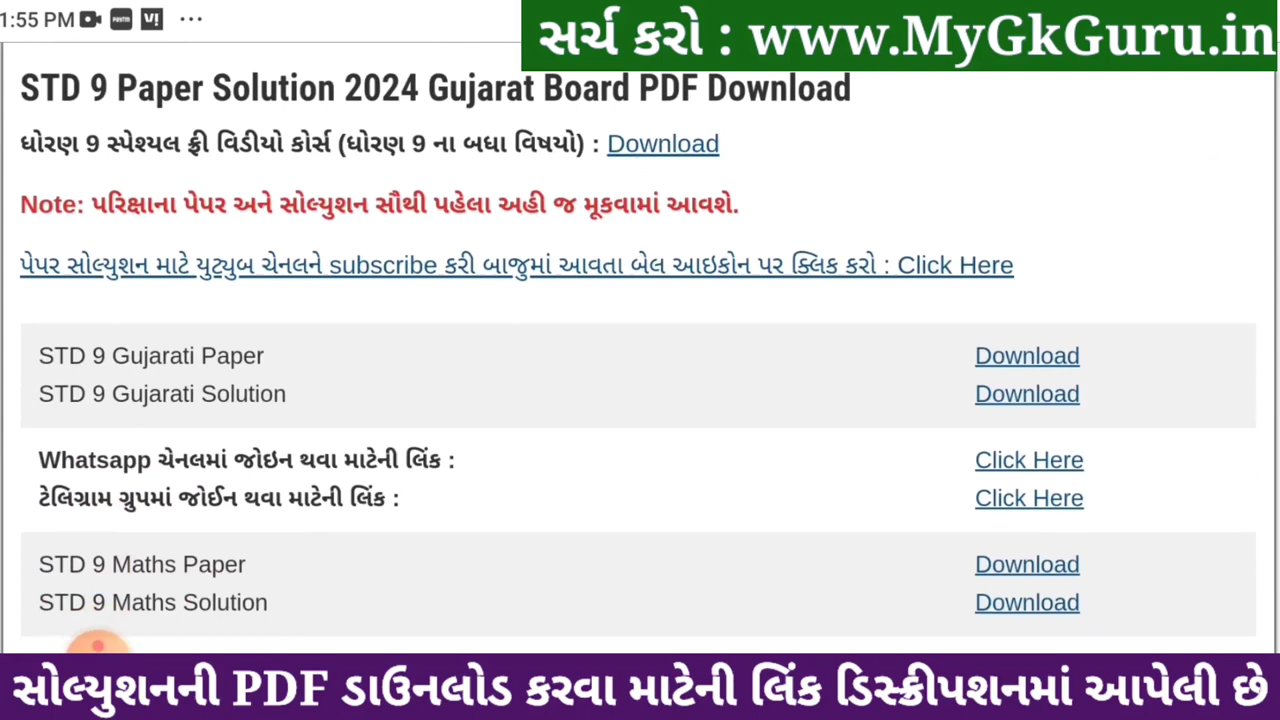 1:55 PM
PAYTM
V!
સર્ચ કરો : www.MyGkGuru.in
STD 9 Paper Solution 2024 Gujarat Board PDF Download
ધોરણ 9 સ્પેશ્યલ ફ્રી વિડીયો કોર્સ (ધોરણ 9 ના બધા વિષયો) : Download
Note: પરિક્ષાના પેપર અને સોલ્યુશન સૌથી પહેલા અહી જ મૂકવામાં આવશે.
પેપર સોલ્યુશન માટે યુટ્યુબ ચેનલને subscribe કરી બાજુમાં આવતા બેલ આઇકોન પર ક્લિક કરો : Click Here
STD 9 Gujarati Paper Download
STD 9 Gujarati Solution Download
Whatsapp ચેનલમાં જોઇન થવા માટેની લિંક : Click Here
ટેલિગ્રામ ગ્રુપમાં જોઈન થવા માટેની લિંક : Click Here
STD 9 Maths Paper Download
STD 9 Maths Solution Download
સોલ્યુશનની PDF ડાઉનલોડ કરવા માટેની લિંક ડિસ્ક્રીપશનમાં આપેલી છે